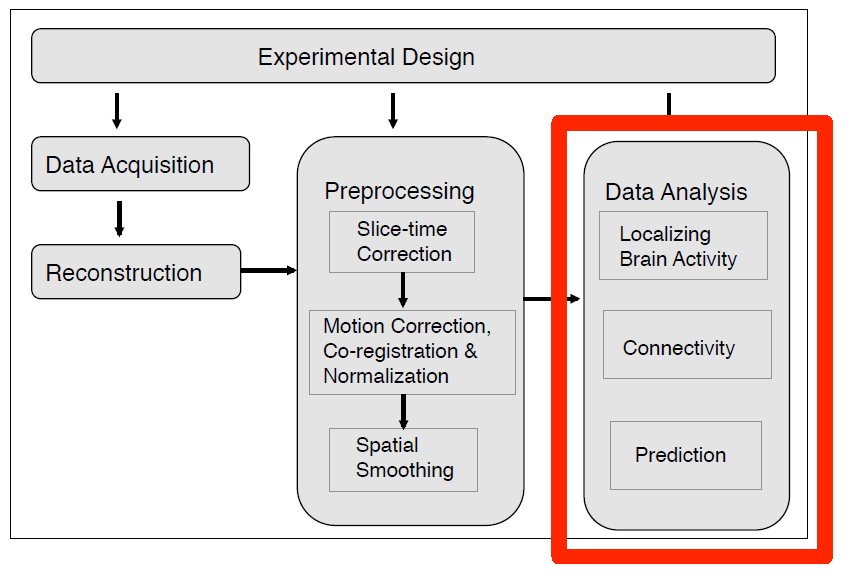 Experimental Design
Data Acquisition
Reconstruction
Preprocessing
Slice-time
Correction
Motion Correction,
Co-registration &
Normalization
Spatial
Smoothing
Data Analysis
Localizing
Brain Activity
Connectivity
Prediction